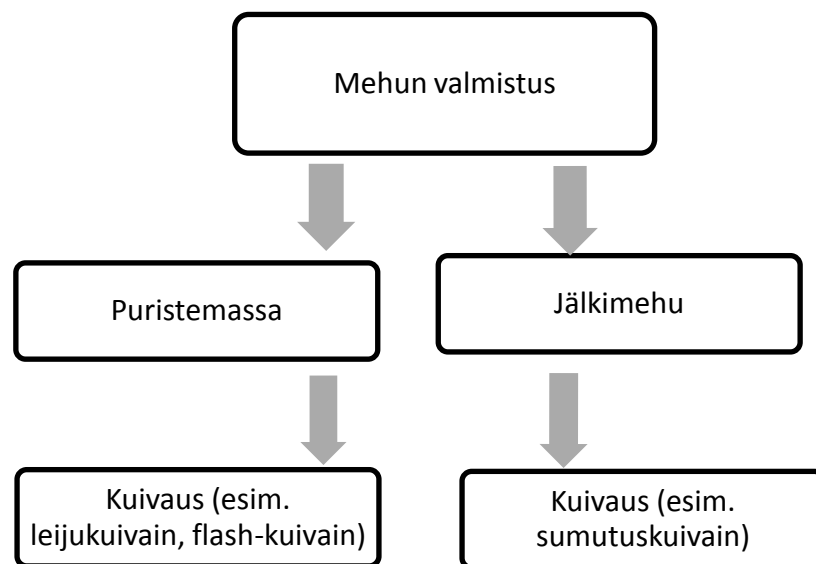 Mehun valmistus
Puristemassa
Jälkimehu
Kuivaus (esim.
leijukuivain, flash-kuivain)
Kuivaus (esim.
sumutuskuivain)